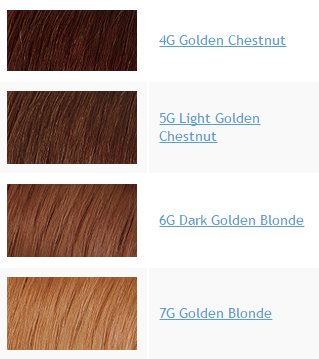 4G Golden Chestnut
5G Light Golden
Chestnut
6G Dark Golden Blonde
7G Golden Blonde